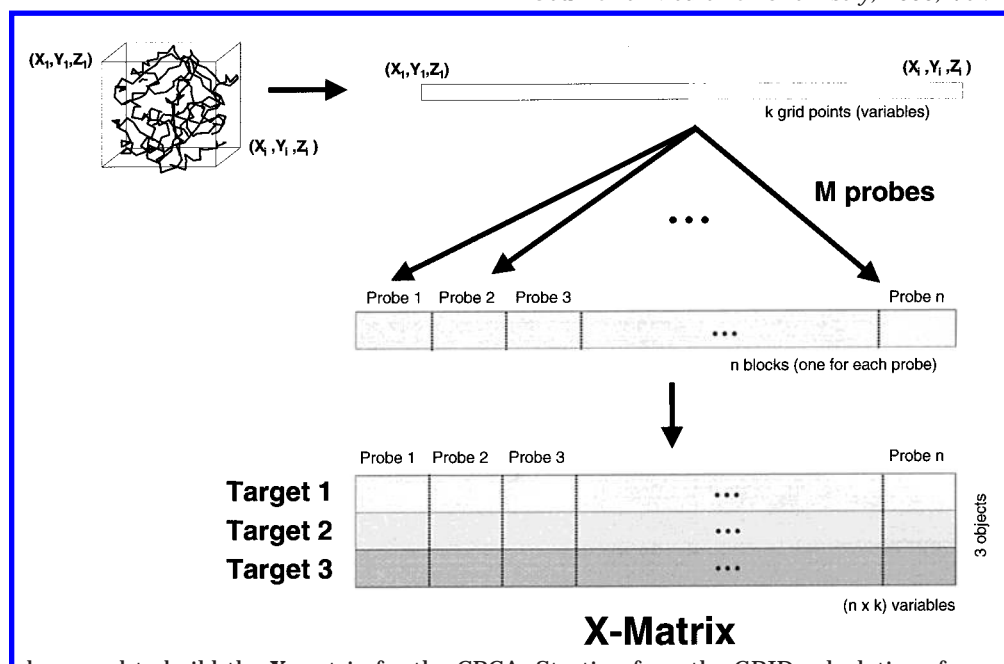 (X1,Y1,Z1)
(Xi,Yi,Zi)
(X1,Y1,Z1)
(Xi,Yi,Zi)
k grid points (variables)
M probes
...
Probe 1 Probe 2 Probe 3 Probe n
...
n blocks (one for each probe)
Probe 1 Probe 2 Probe 3 Probe n
Target 1 ...
Target 2 ...
Target 3 ...
3 objects
(n x k) variables
X-Matrix